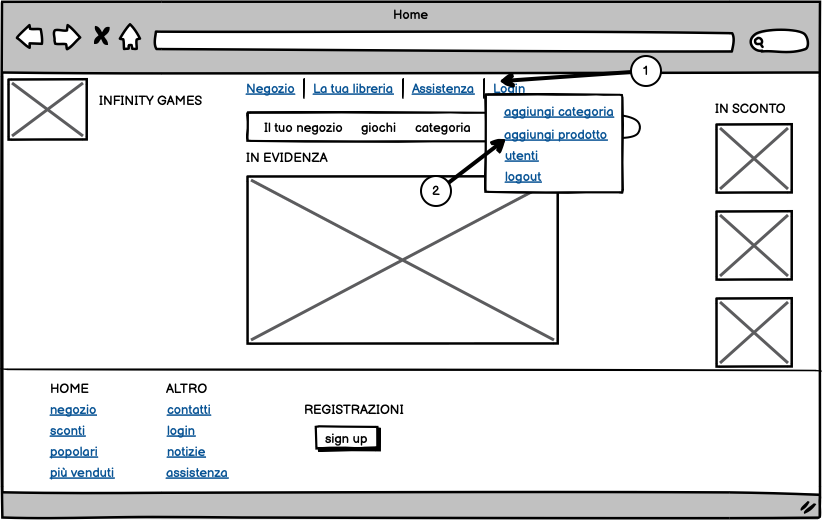 Home
1
INFINITY GAMES
Negozio
La tua libreria
Assistenza
Login
IN SCONTO
aggiungi categoria
Il tuo negozio giochi categoria
aggiungi prodotto
IN EVIDENZA
utenti
logout
2
HOME
negozio
sconti
popolari
più venduti
ALTRO
contatti
login
notizie
assistenza
REGISTRAZIONI
sign up